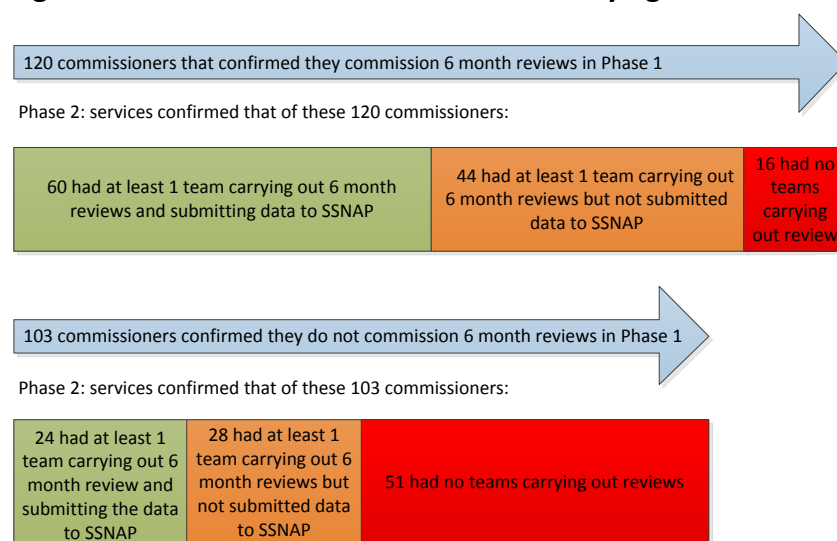 120 commissioners that confirmed they commission 6 month reviews in Phase 1
Phase 2: services confirmed that of these 120 commissioners:
60 had at least 1 team carrying out 6 month
reviews and submitting data to SSNAP
44 had at least 1 team carrying out
6 month reviews but not submitted
data to SSNAP
16 had no
teams
carrying
out review
103 commissioners confirmed they do not commission 6 month reviews in Phase 1
Phase 2: services confirmed that of these 103 commissioners:
24 had at least 1
team carrying out 6
month review and
submitting the data
to SSNAP
28 had at least 1
team carrying out 6
month reviews but
not submitted data
to SSNAP
51 had no teams carrying out reviews